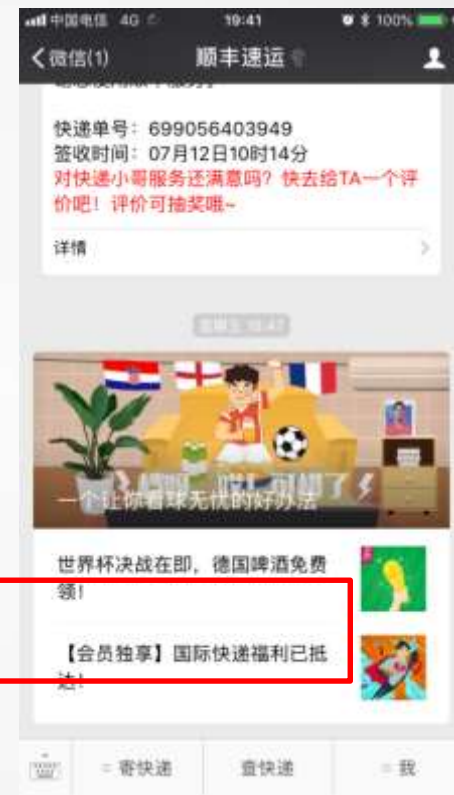 中国电信 4G
19:41
100%
微信(1)
顺丰速运
快递单号：699056403949
签收时间：07月12日10时14分
对快递小哥服务还满意吗？快去给TA一个评
价吧！评价可抽奖哦~
详情
一个让你看球无忧的好办法
世界杯决战在即，德国啤酒免费
领！
【会员独享】国际快递福利已抵
达！
寄快递
查快递
我